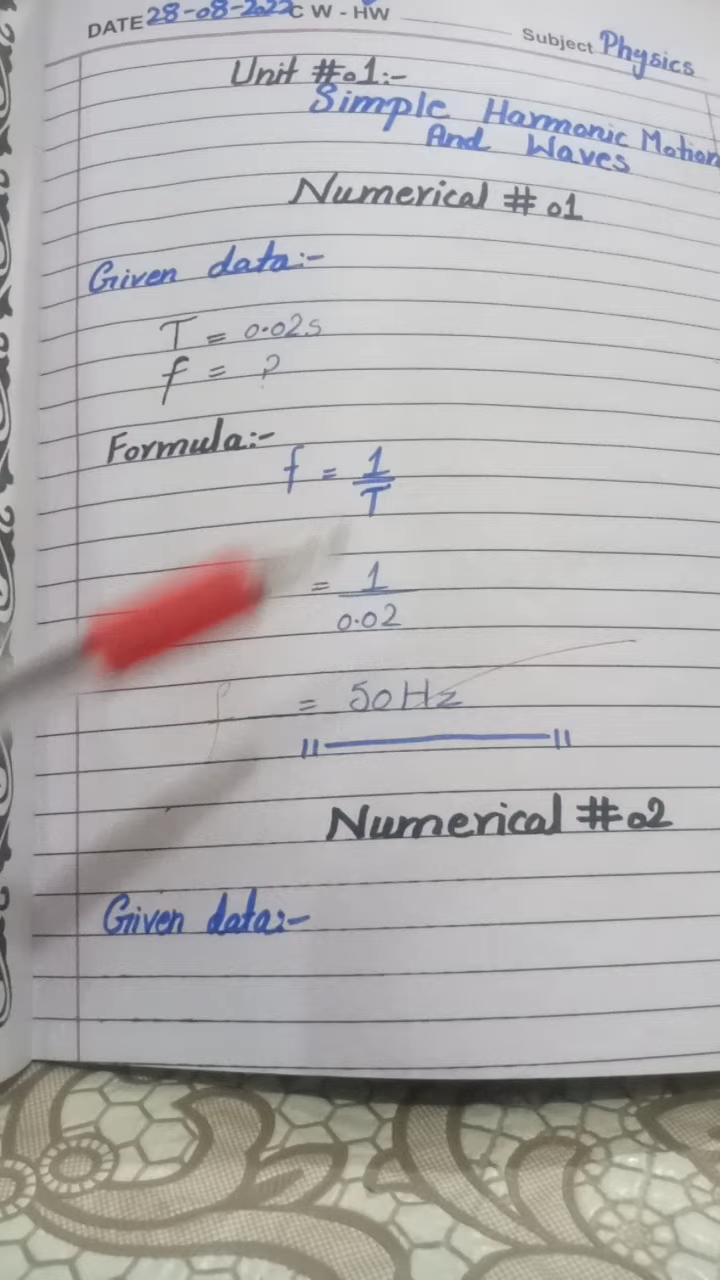 DATE 28-08-2022 C W - HW
Subject Physics
Unit #01:-
Simple Harmonic Motion
And Waves
Numerical #01
Given data:-
T = 0.02s
f = ?
Formula:-
f = 1/T
= 1/0.02
f = 50Hz
Numerical #02
Given data:-